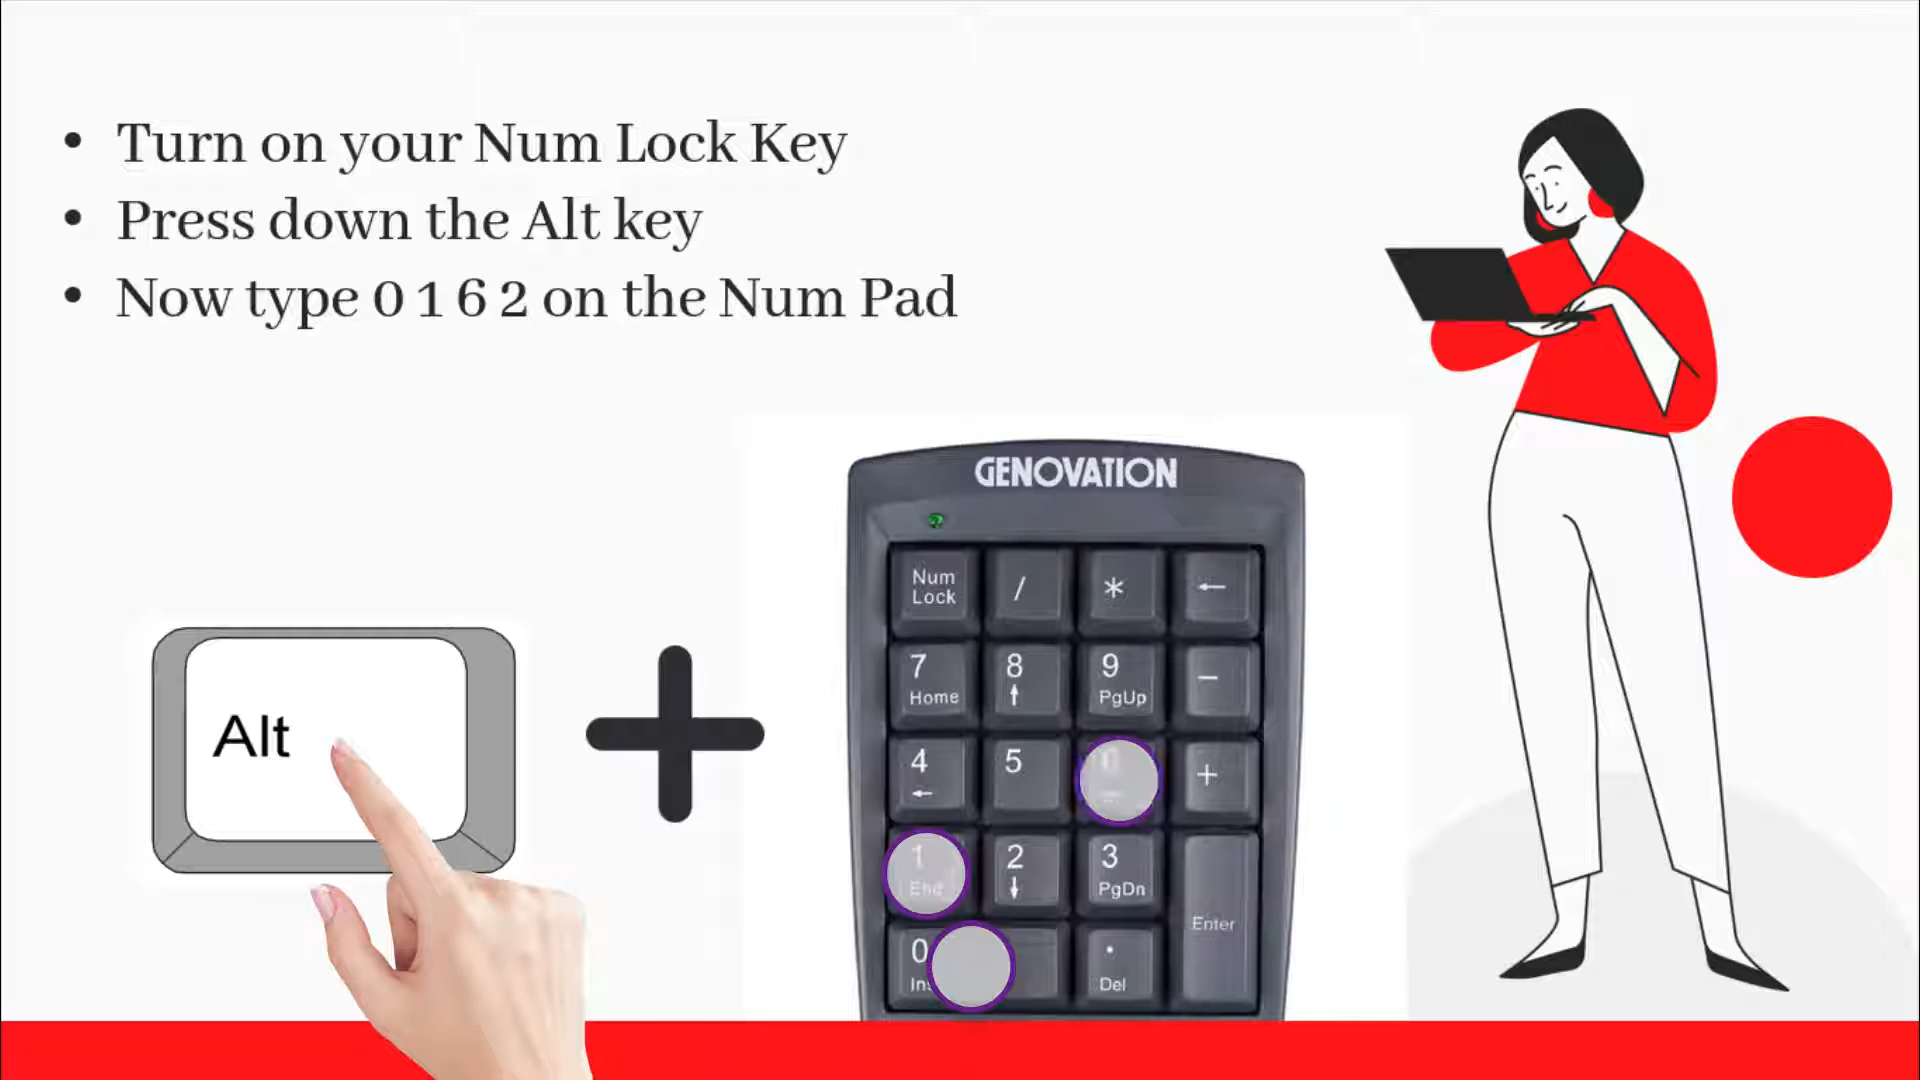 • Turn on your Num Lock Key
• Press down the Alt key
• Now type 0 1 6 2 on the Num Pad
GENOVATION
Num Lock / * ←
7 Home 8 ↑ 9 PgUp −
Alt
4 ← 5 +
1 End 2 ↓ 3 PgDn
Enter
0 . Del